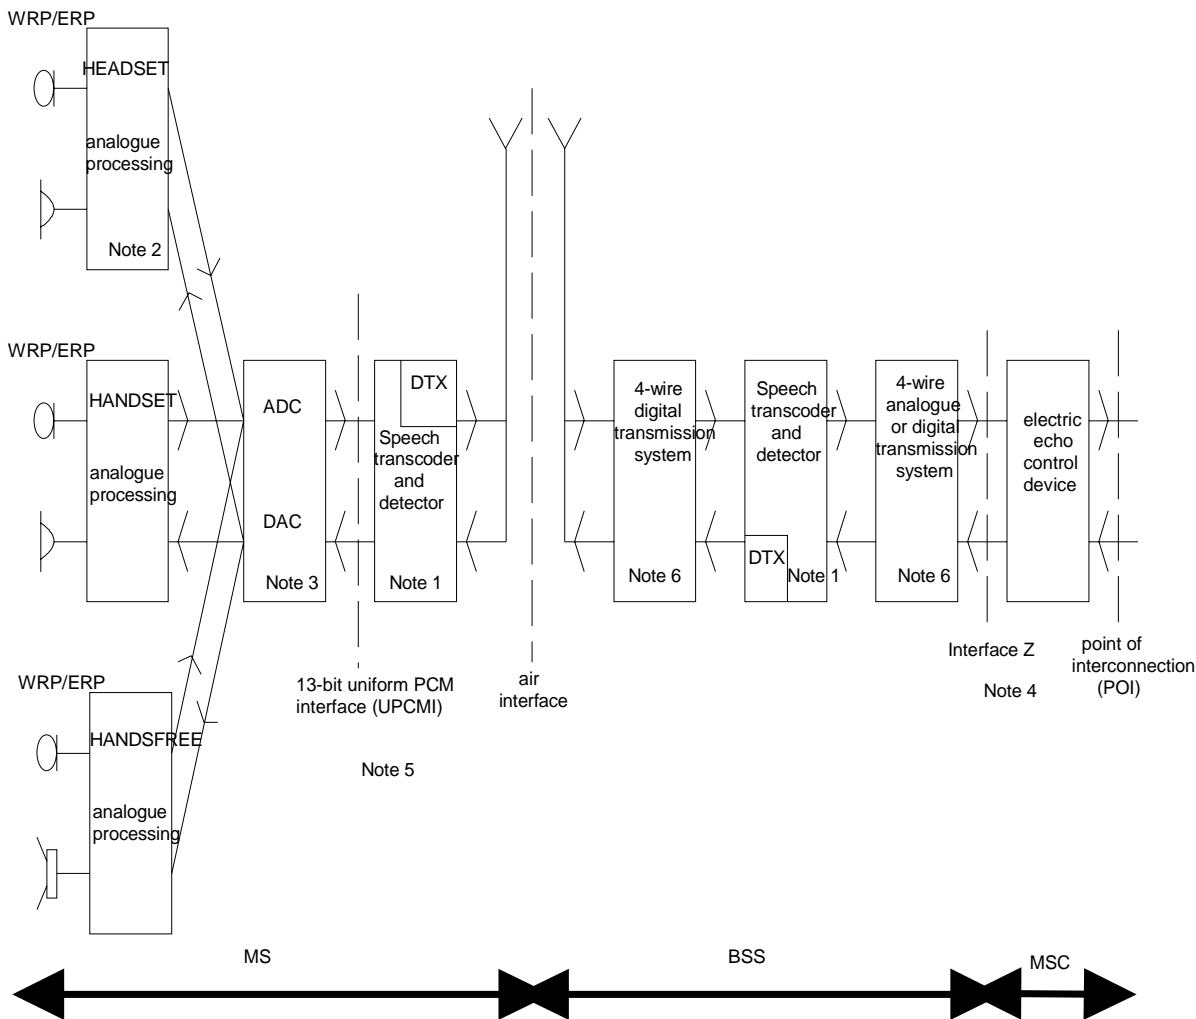 WRP/ERP
HEADSET
analogue
processing
Note 2
WRP/ERP
HANDSET
analogue
processing
WRP/ERP
HANDSFREE
analogue
processing
ADC
DAC
Note 3
13-bit uniform PCM
interface (UPCMI)
Note 5
DTX
Speech
transcoder
and
detector
Note 1
air
interface
4-wire
digital
transmission
system
Note 6
Speech
transcoder
and
detector
DTX
Note 1
4-wire
analogue
or digital
transmission
system
Note 6
Interface Z
Note 4
electric
echo
control
device
point of
interconnection
(POI)
MS
BSS
MSC